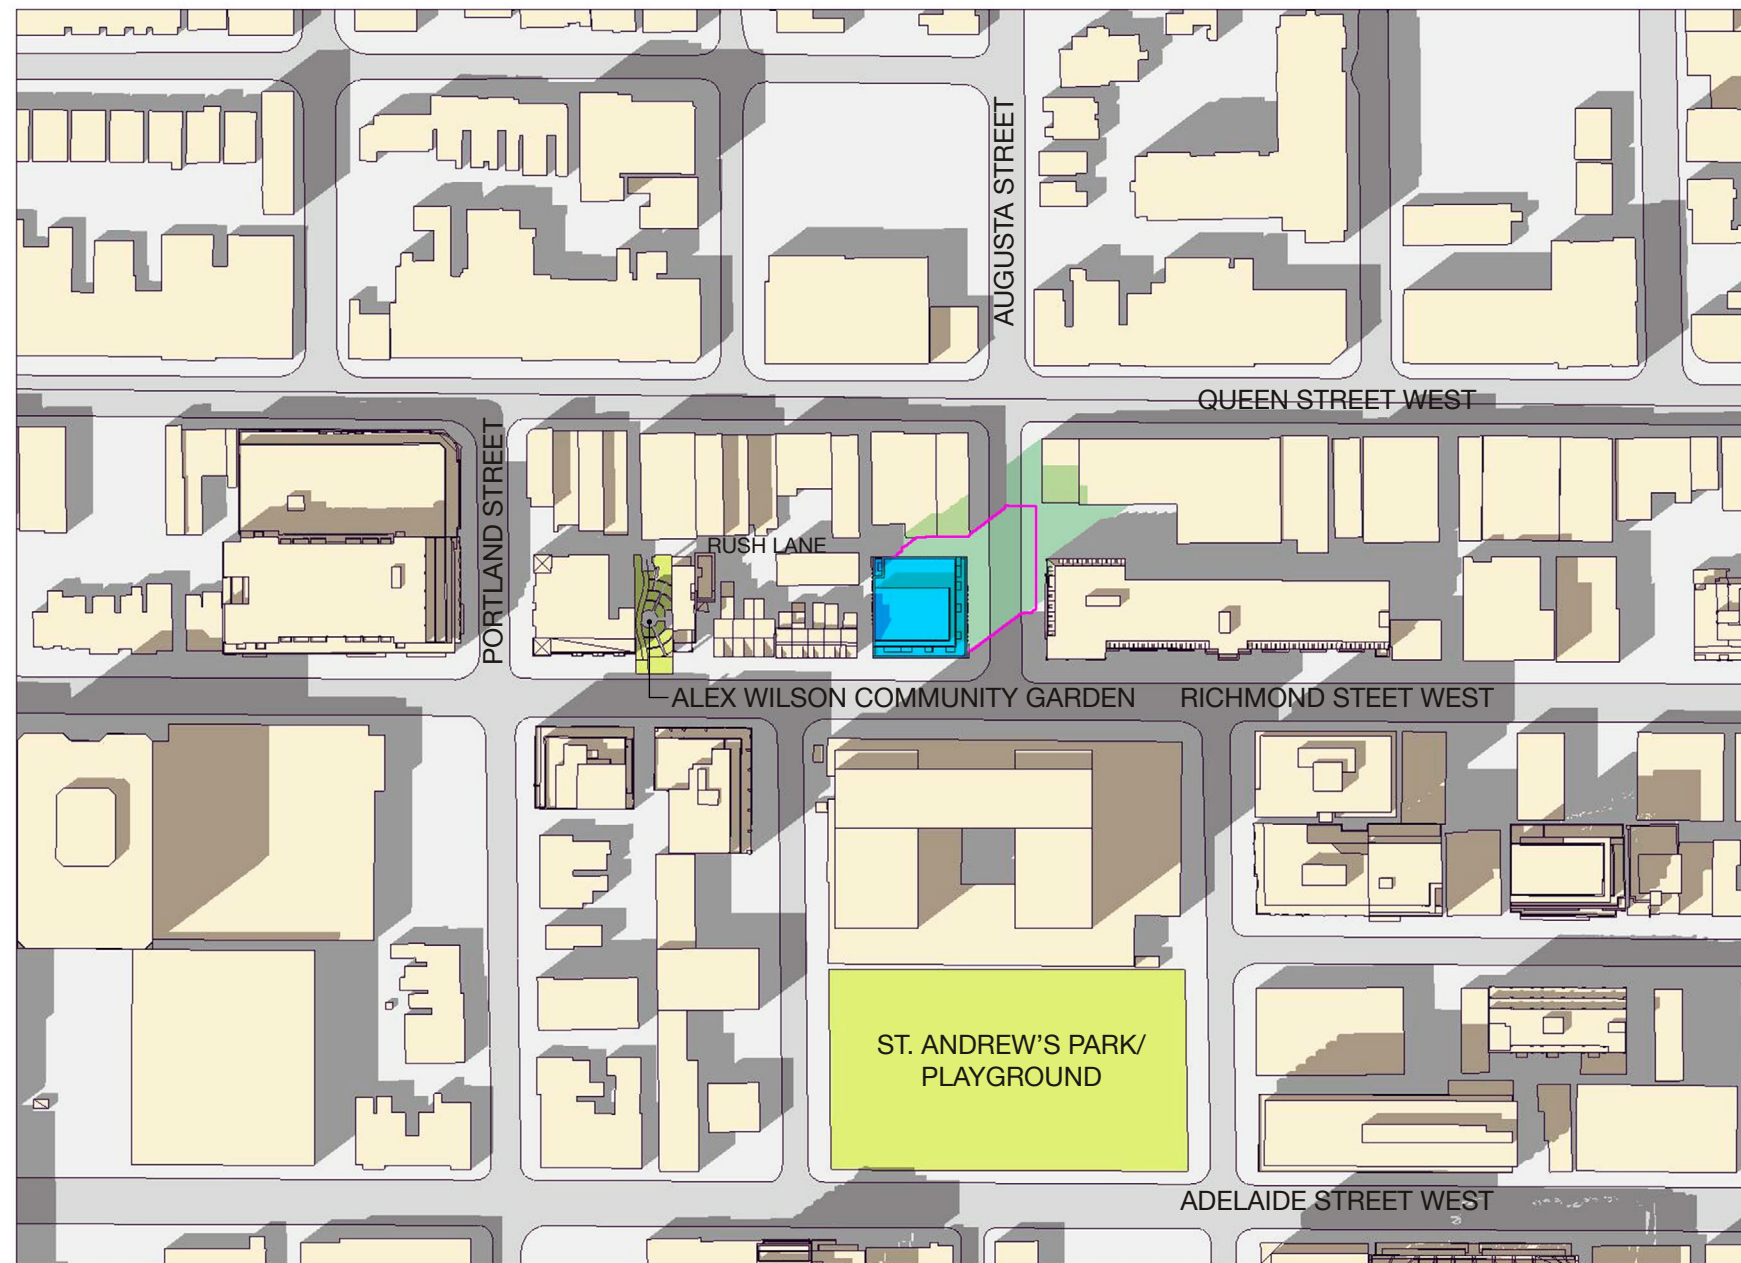 AUGUSTA STREET
QUEEN STREET WEST
PORTLAND STREET
RUSH LANE
ALEX WILSON COMMUNITY GARDEN
RICHMOND STEET WEST
ST. ANDREW'S PARK/
PLAYGROUND
ADELAIDE STREET WEST